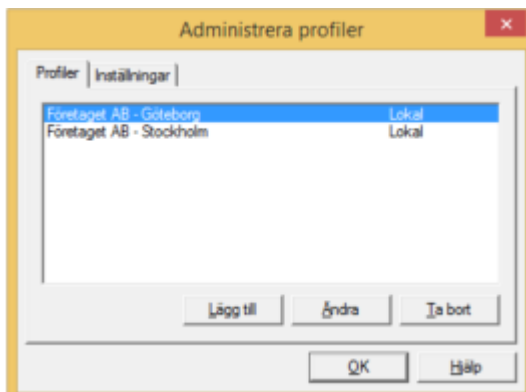 Administrera profiler
Profiler Inställningar
Företaget AB - Göteborg Lokal
Företaget AB - Stockholm Lokal
Lägg till Ändra Ta bort
OK Hjälp